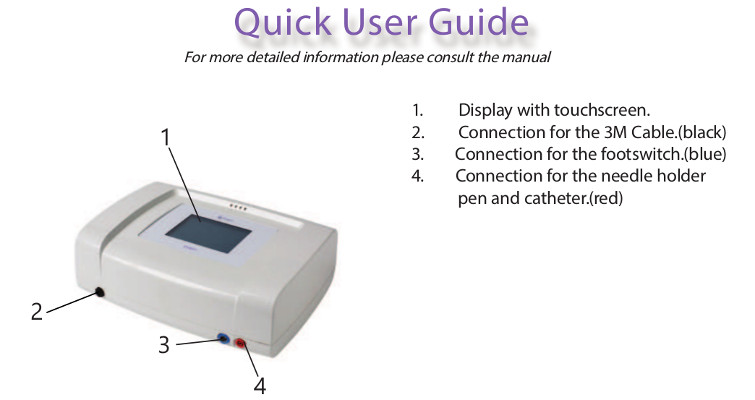 Quick User Guide
For more detailed information please consult the manual
1. Display with touchscreen.
2. Connection for the 3M Cable.(black)
3. Connection for the footswitch.(blue)
4. Connection for the needle holder
pen and catheter.(red)
1
2
3
4